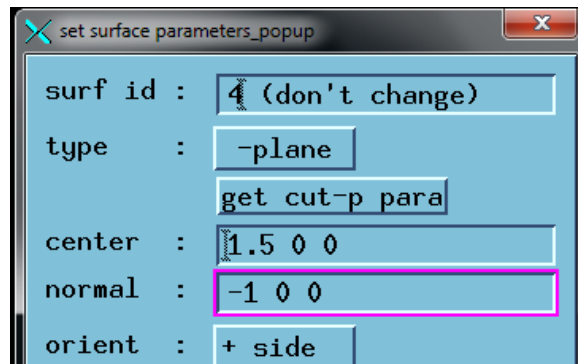 set surface parameters_popup
surf id : 4 (don't change)
type : -plane
get cut-p para
center : 1.5 0 0
normal : -1 0 0
orient : + side